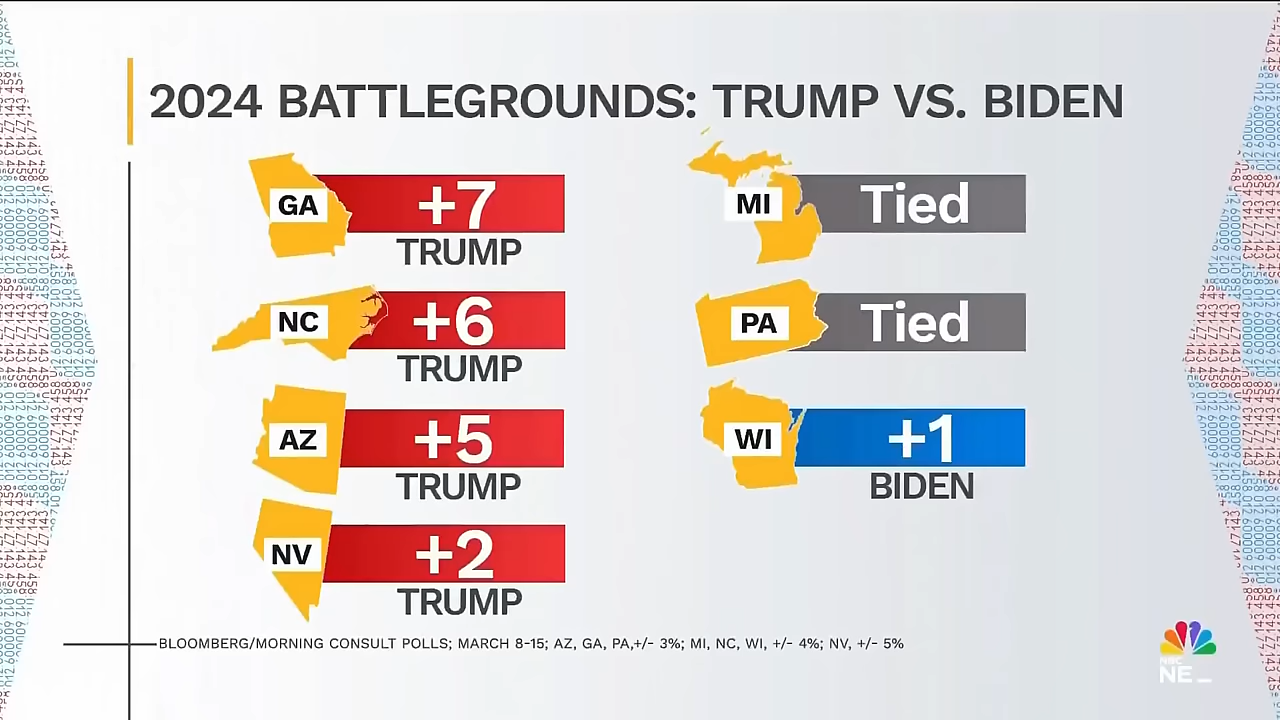 2024 BATTLEGROUNDS: TRUMP VS. BIDEN
GA
+7
TRUMP
NC
+6
TRUMP
AZ
+5
TRUMP
NV
+2
TRUMP
MI
Tied
PA
Tied
WI
+1
BIDEN
BLOOMBERG/MORNING CONSULT POLLS; MARCH 8-15; AZ, GA, PA,+/- 3%; MI, NC, WI, +/- 4%; NV, +/- 5%
NBC
NE